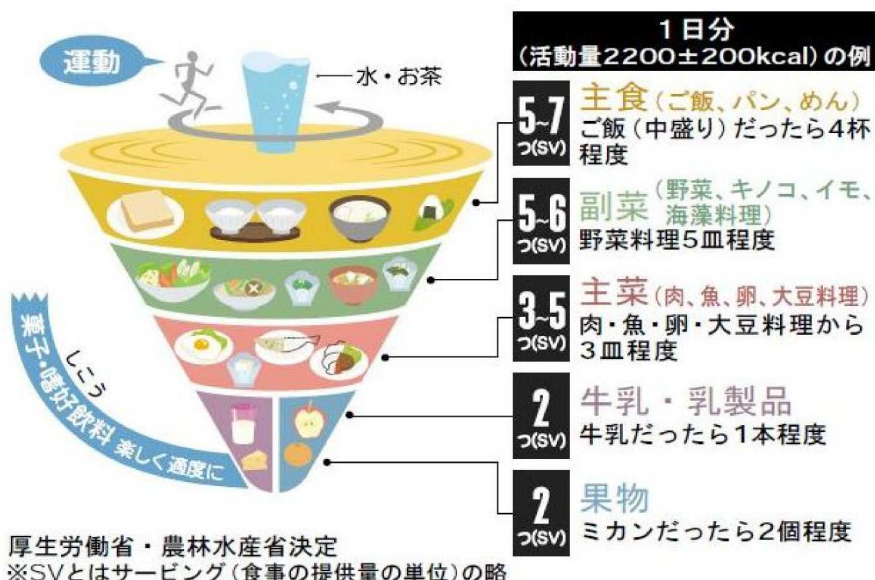 運動
水・お茶
1日分
(活動量2200±200kcal)の例
5~7
つ(SV)
主食(ご飯、パン、めん)
ご飯(中盛り)だったら4杯
程度
5~6
つ(SV)
副菜(野菜、キノコ、イモ、
海藻料理)
野菜料理5皿程度
3~5
つ(SV)
主菜(肉、魚、卵、大豆料理)
肉・魚・卵・大豆料理から
3皿程度
2
つ(SV)
牛乳・乳製品
牛乳だったら1本程度
2
つ(SV)
果物
ミカンだったら2個程度
しこう
菓子・嗜好飲料 楽しく適度に
厚生労働省・農林水産省決定
※SVとはサービング(食事の提供量の単位)の略